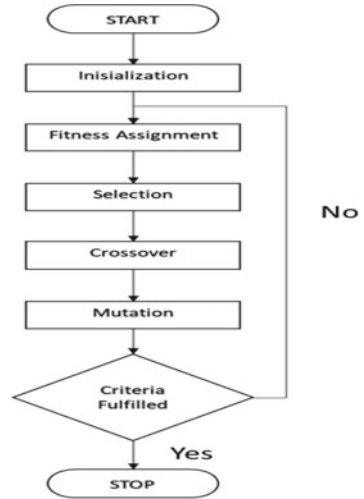 START
Inisialization
Fitness Assignment
Selection
No
Crossover
Mutation
Criteria
Fulfilled
Yes
STOP